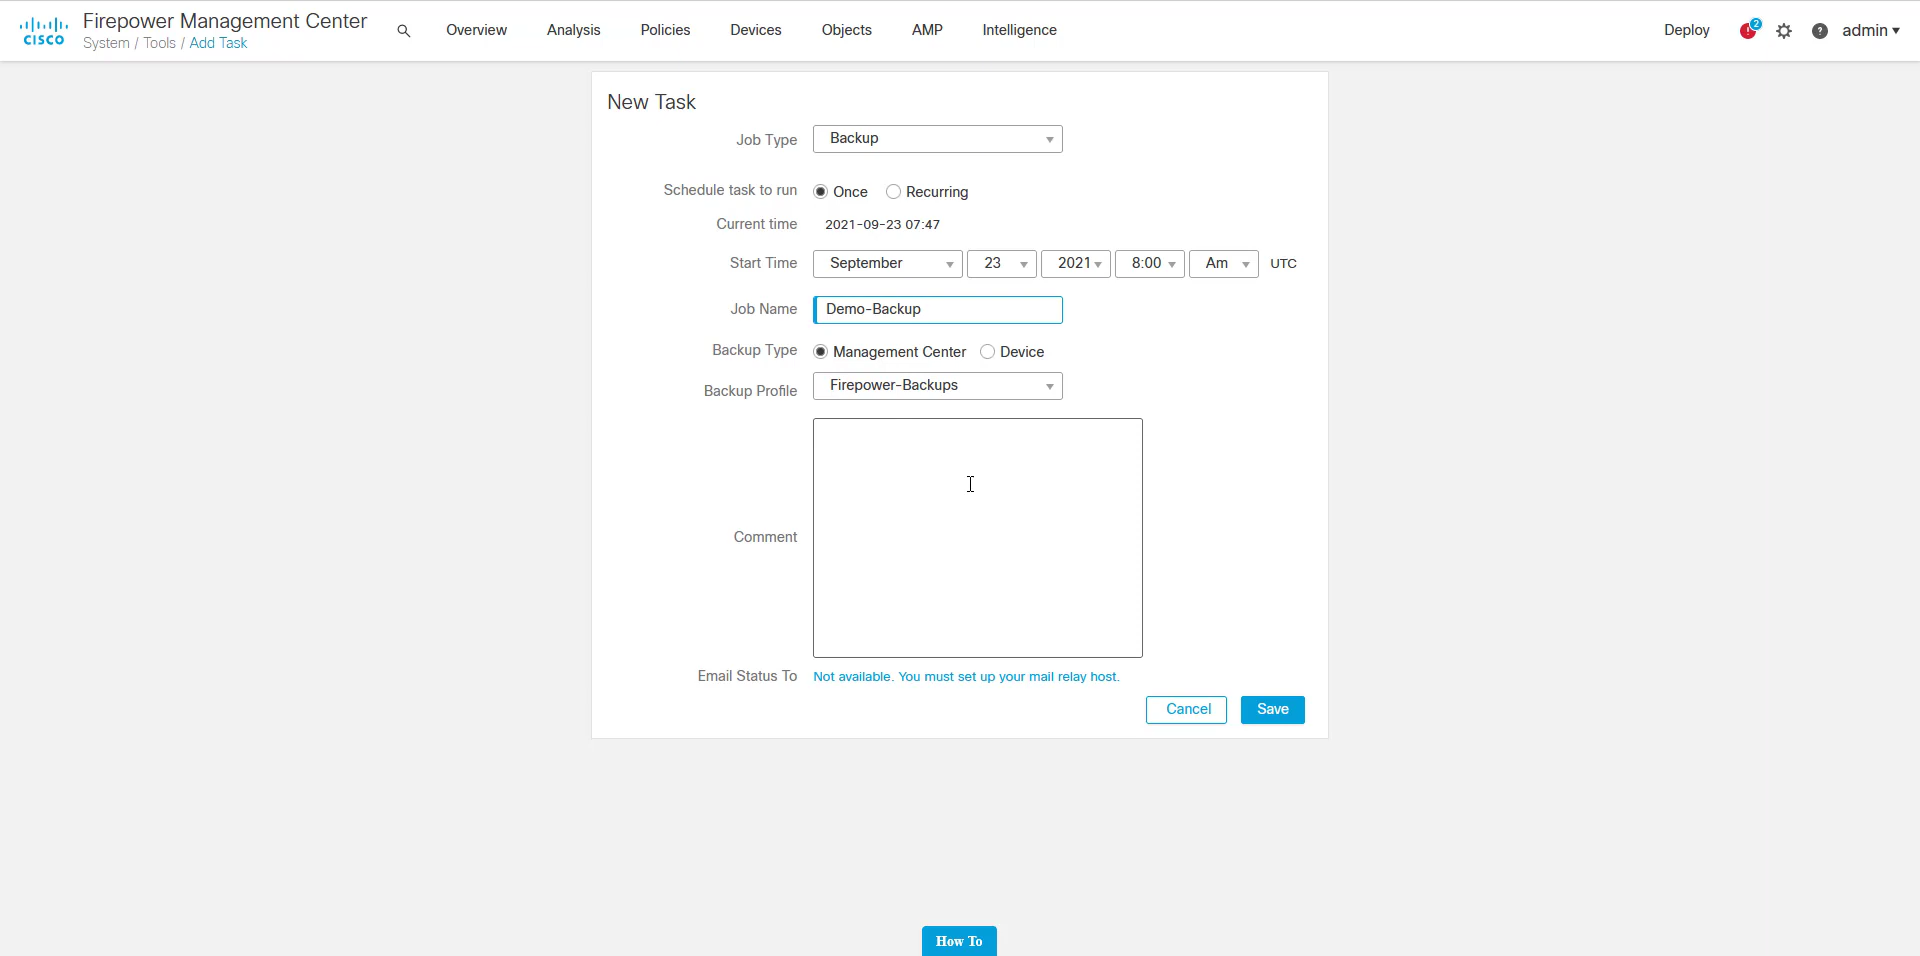 CISCO
Firepower Management Center
System / Tools / Add Task
Overview Analysis Policies Devices Objects AMP Intelligence
Deploy 2 admin
New Task
Job Type Backup
Schedule task to run Once Recurring
Current time 2021-09-23 07:47
Start Time September 23 2021 8:00 Am UTC
Job Name Demo-Backup
Backup Type Management Center Device
Backup Profile Firepower-Backups
Comment
Email Status To Not available. You must set up your mail relay host.
Cancel Save
How To